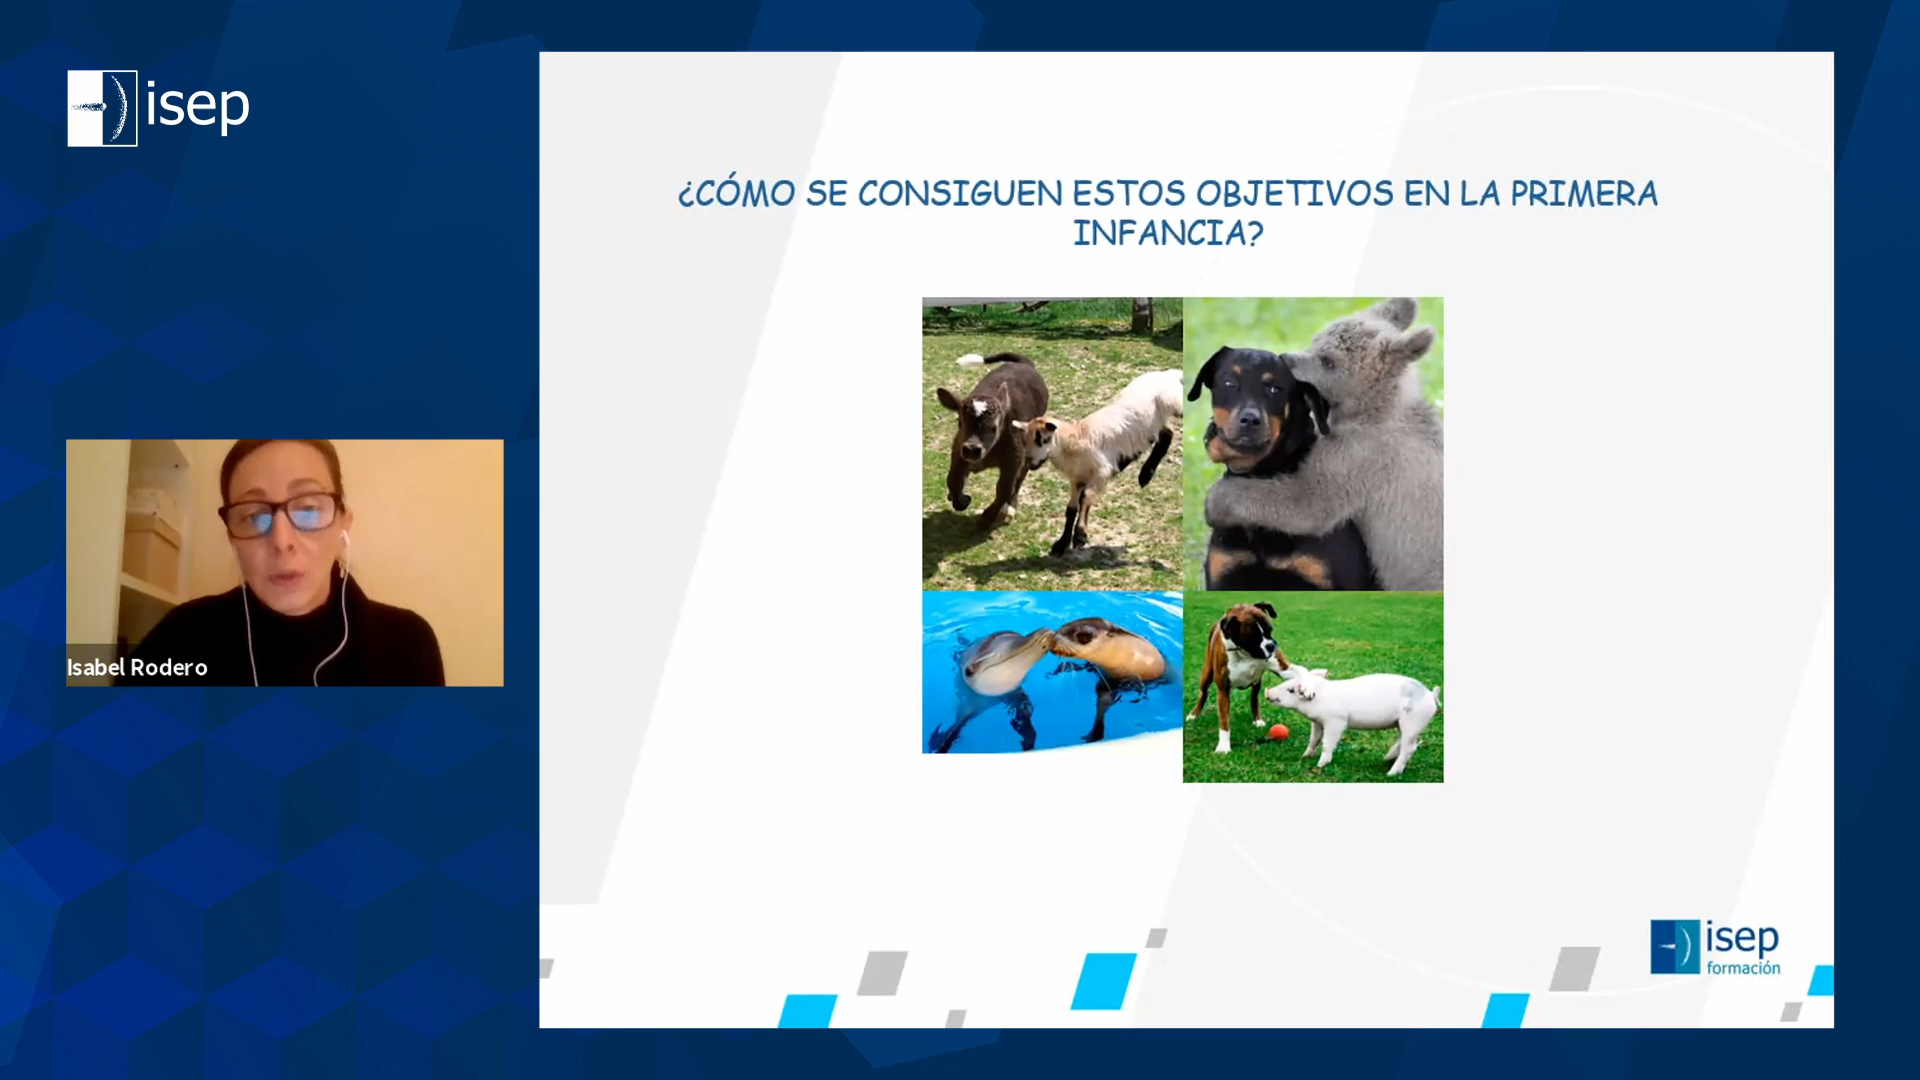 isep
¿CÓMO SE CONSIGUEN ESTOS OBJETIVOS EN LA PRIMERA
INFANCIA?
Isabel Rodero
isep
formación